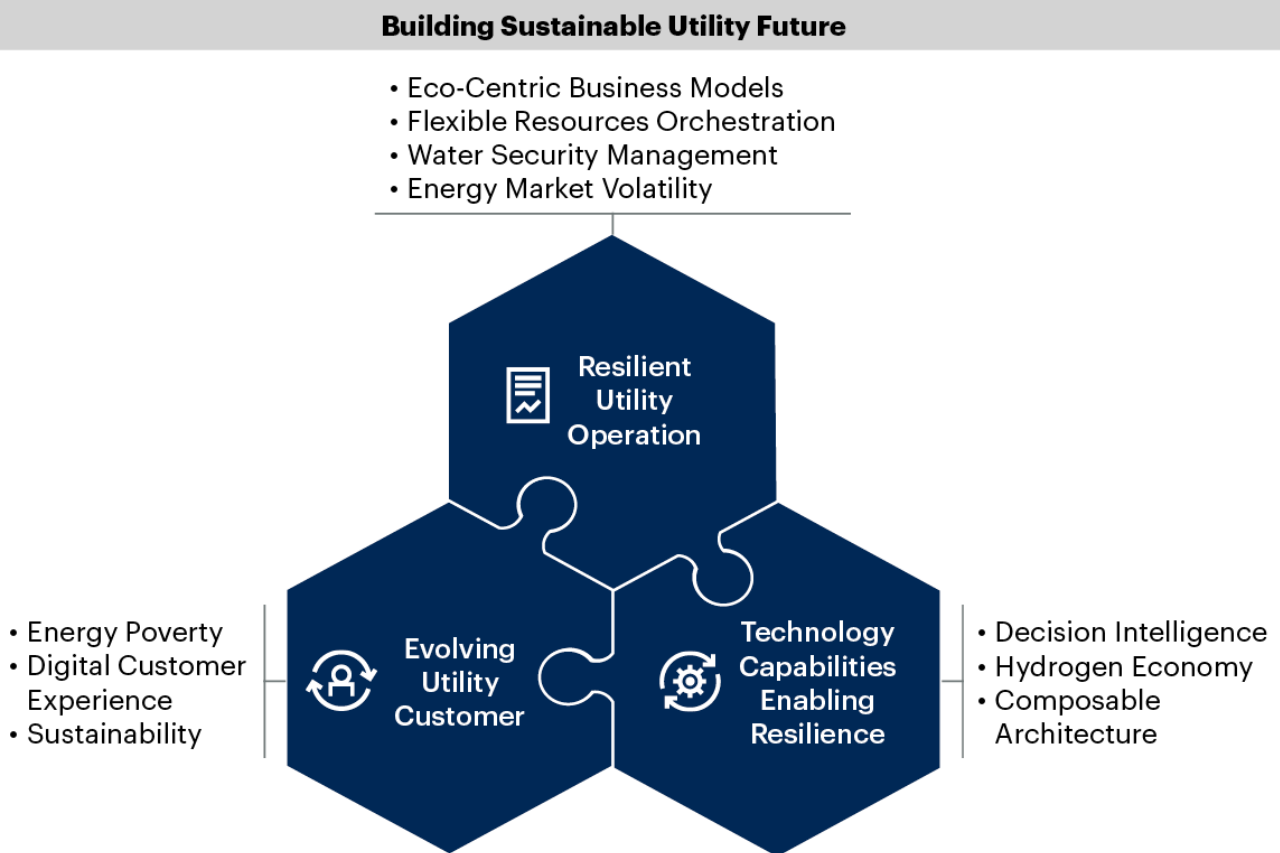 Building Sustainable Utility Future
• Eco-Centric Business Models
• Flexible Resources Orchestration
• Water Security Management
• Energy Market Volatility
Resilient
Utility
Operation
• Energy Poverty
• Digital Customer
Experience
• Sustainability
Evolving
Utility
Customer
Technology
Capabilities
Enabling
Resilience
• Decision Intelligence
• Hydrogen Economy
• Composable
Architecture